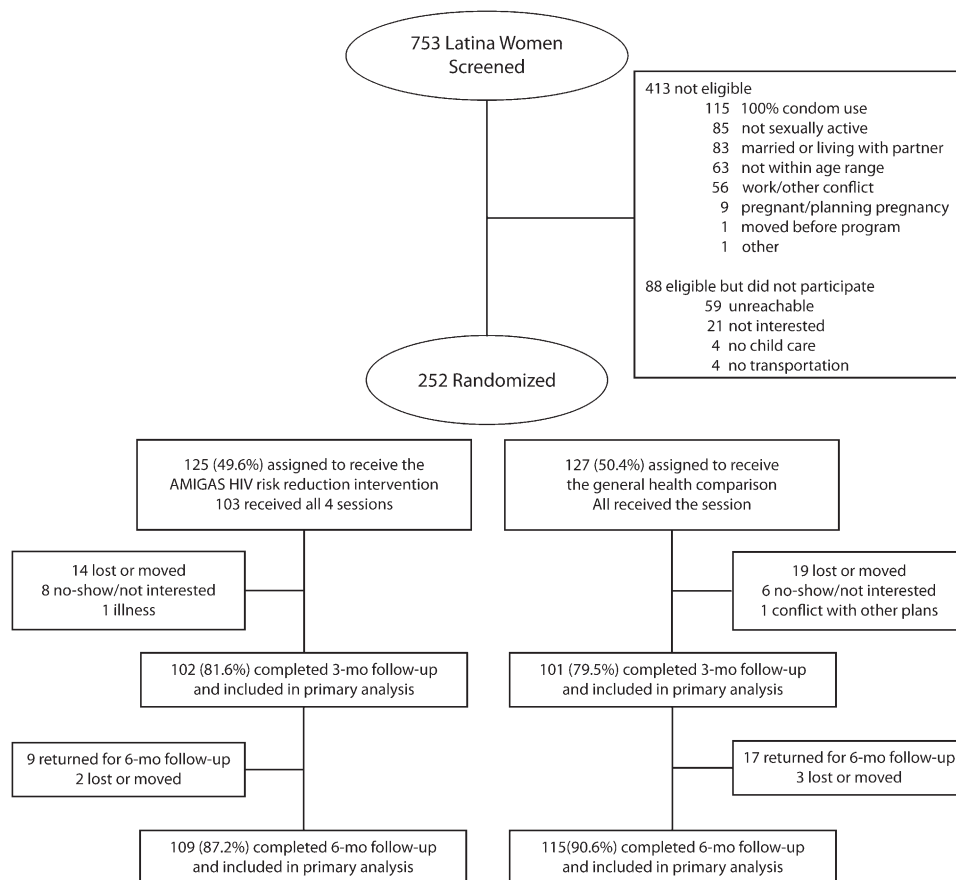 753 Latina Women
Screened
413 not eligible
115 100% condom use
85 not sexually active
83 married or living with partner
63 not within age range
56 work/other conflict
9 pregnant/planning pregnancy
1 moved before program
1 other
88 eligible but did not participate
59 unreachable
21 not interested
4 no child care
4 no transportation
252 Randomized
125 (49.6%) assigned to receive the
AMIGAS HIV risk reduction intervention
103 received all 4 sessions
127 (50.4%) assigned to receive
the general health comparison
All received the session
14 lost or moved
8 no-show/not interested
1 illness
19 lost or moved
6 no-show/not interested
1 conflict with other plans
102 (81.6%) completed 3-mo follow-up
and included in primary analysis
101 (79.5%) completed 3-mo follow-up
and included in primary analysis
9 returned for 6-mo follow-up
2 lost or moved
17 returned for 6-mo follow-up
3 lost or moved
109 (87.2%) completed 6-mo follow-up
and included in primary analysis
115(90.6%) completed 6-mo follow-up
and included in primary analysis